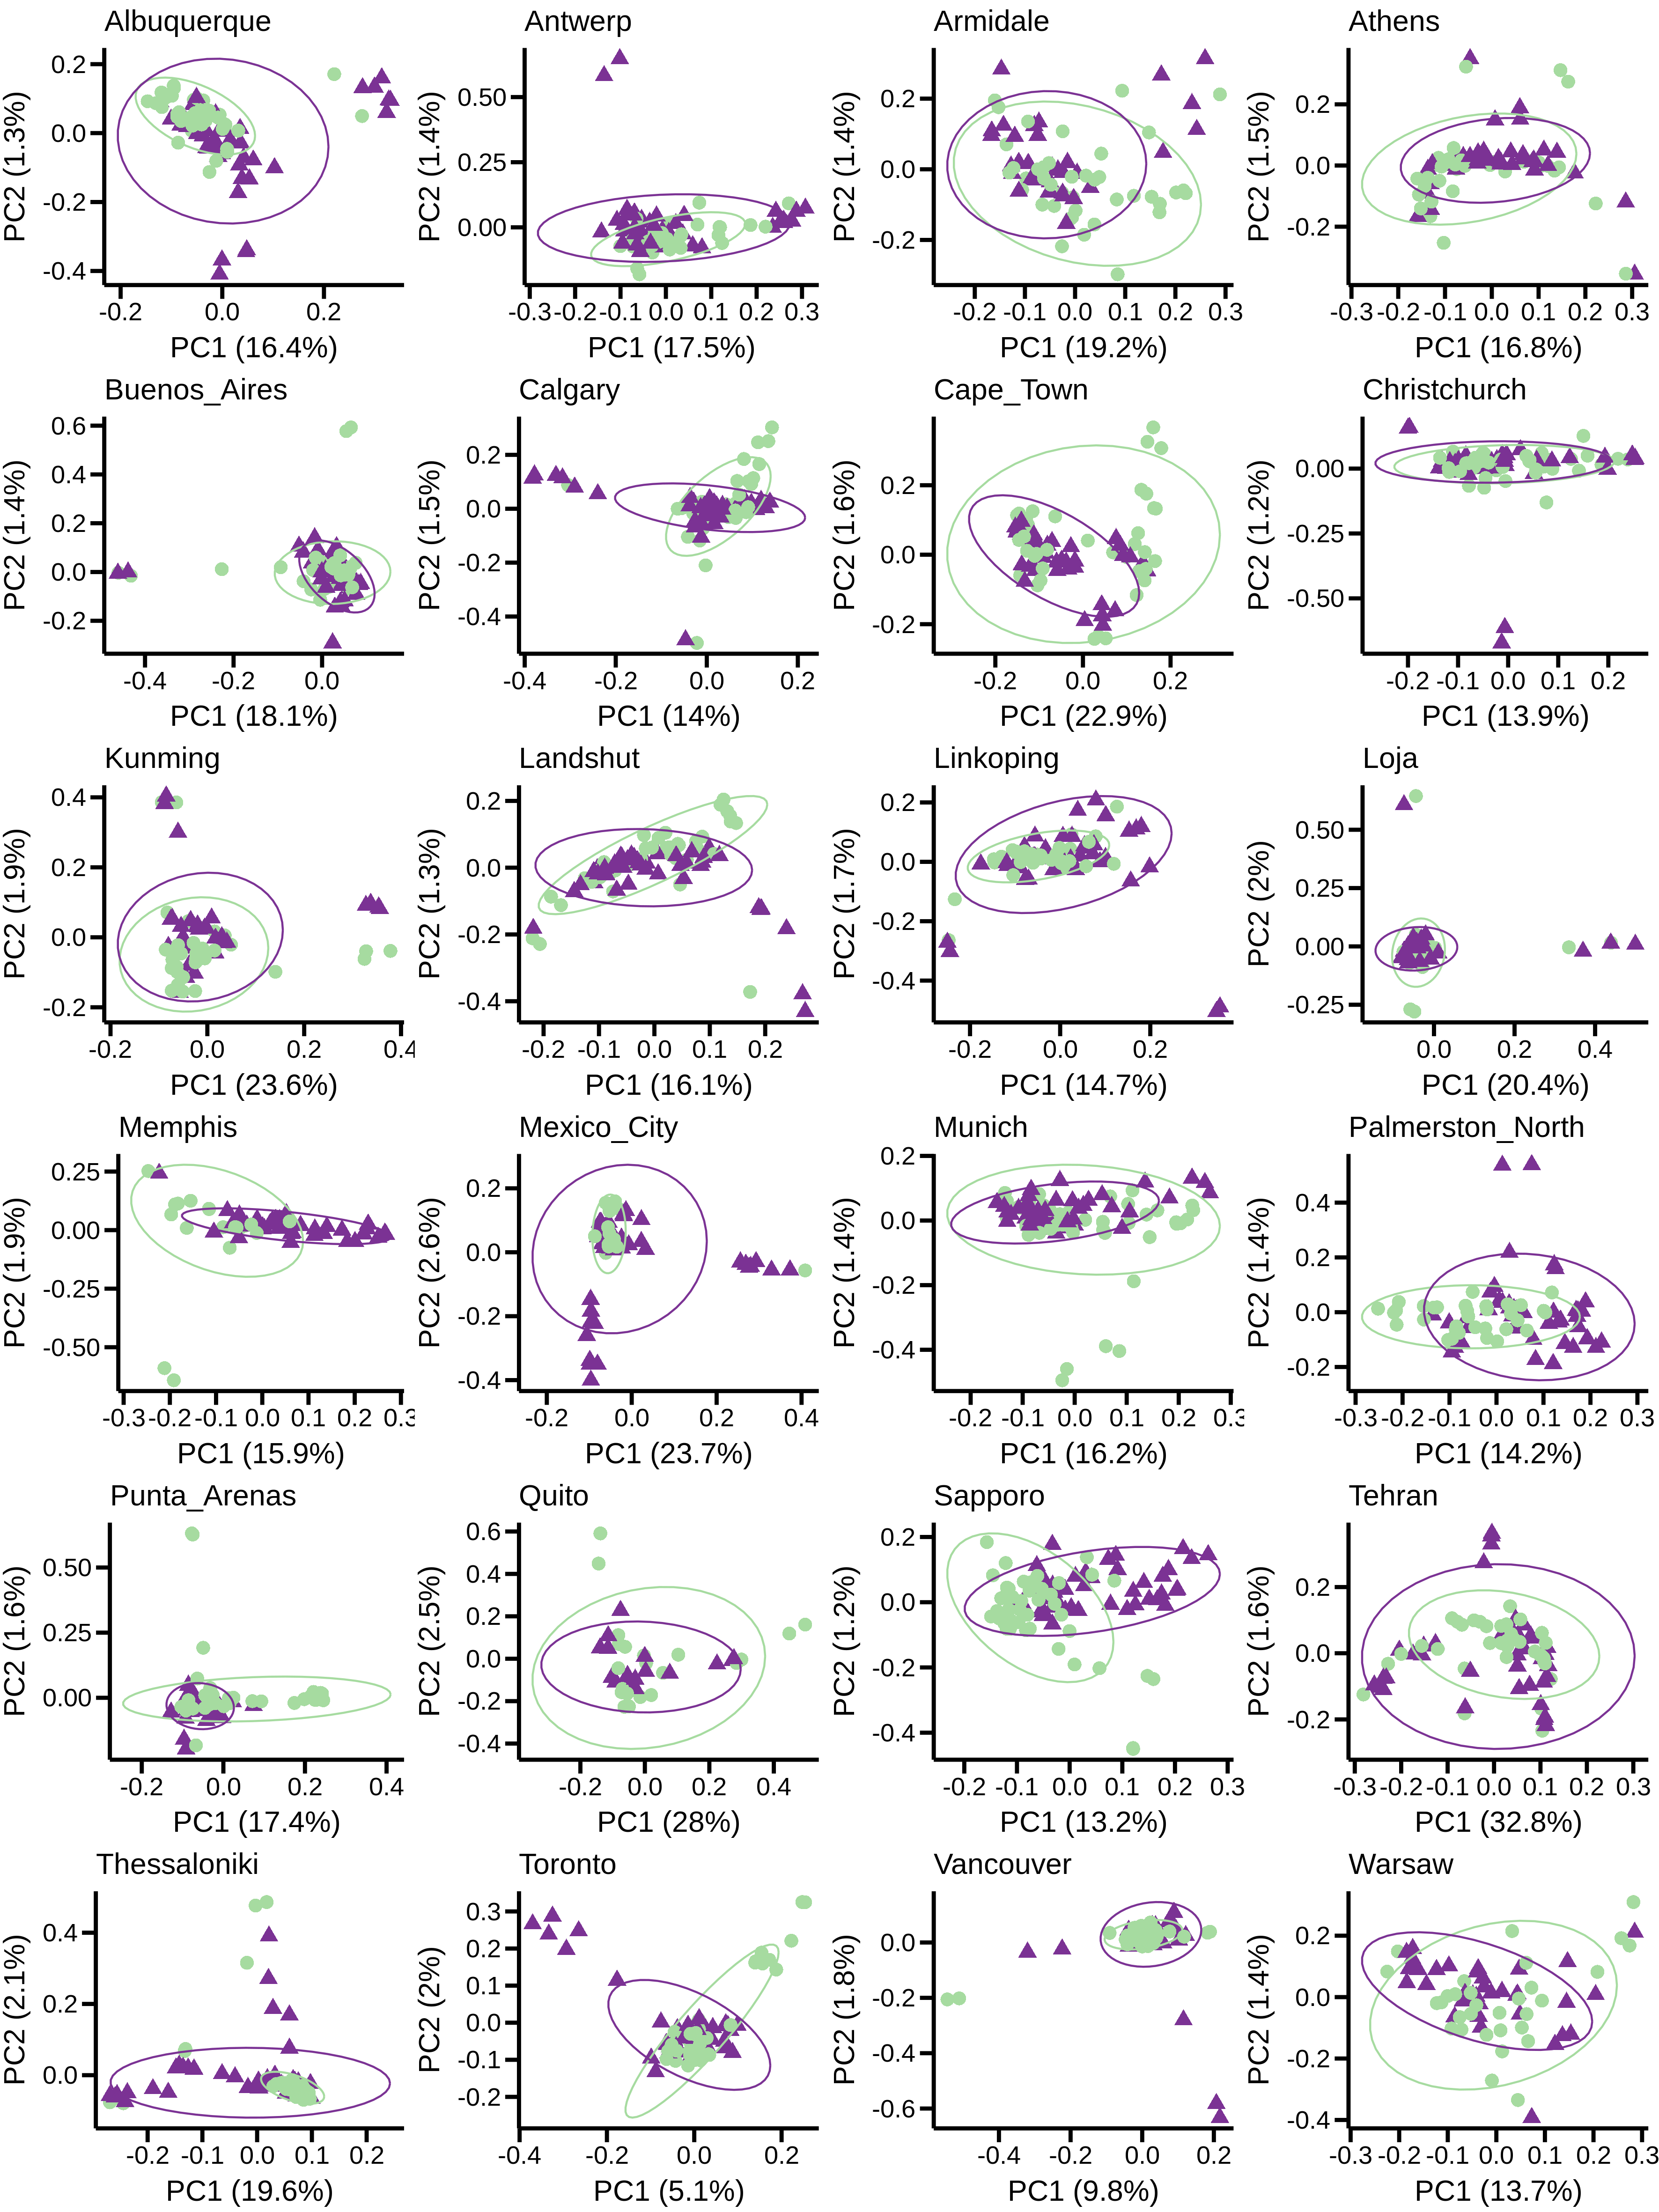 Albuquerque Antwerp Armidale Athens
PC2 (1.3%) 0.2 0.0 -0.2 -0.4
-0.2 0.0 0.2
PC1 (16.4%)
PC2 (1.4%) 0.50 0.25 0.00
-0.3 -0.2 -0.1 0.0 0.1 0.2 0.3
PC1 (17.5%)
PC2 (1.4%) 0.2 0.0 -0.2
-0.2 -0.1 0.0 0.1 0.2 0.3
PC1 (19.2%)
PC2 (1.5%) 0.2 0.0 -0.2
-0.3 -0.2 -0.1 0.0 0.1 0.2 0.3
PC1 (16.8%)
Buenos_Aires Calgary Cape_Town Christchurch
PC2 (1.4%) 0.6 0.4 0.2 0.0 -0.2
-0.4 -0.2 0.0
PC1 (18.1%)
PC2 (1.5%) 0.2 0.0 -0.2 -0.4
-0.4 -0.2 0.0 0.2
PC1 (14%)
PC2 (1.6%) 0.2 0.0 -0.2
-0.2 0.0 0.2
PC1 (22.9%)
PC2 (1.2%) 0.00 -0.25 -0.50
-0.2 -0.1 0.0 0.1 0.2
PC1 (13.9%)
Kunming Landshut Linkoping Loja
PC2 (1.9%) 0.4 0.2 0.0 -0.2
-0.2 0.0 0.2 0.4
PC1 (23.6%)
PC2 (1.3%) 0.2 0.0 -0.2 -0.4
-0.2 -0.1 0.0 0.1 0.2
PC1 (16.1%)
PC2 (1.7%) 0.2 0.0 -0.2 -0.4
-0.2 0.0 0.2
PC1 (14.7%)
PC2 (2%) 0.50 0.25 0.00 -0.25
0.0 0.2 0.4
PC1 (20.4%)
Memphis Mexico_City Munich Palmerston_North
PC2 (1.9%) 0.25 0.00 -0.25 -0.50
-0.3 -0.2 -0.1 0.0 0.1 0.2 0.3
PC1 (15.9%)
PC2 (2.6%) 0.2 0.0 -0.2 -0.4
-0.2 0.0 0.2 0.4
PC1 (23.7%)
PC2 (1.4%) 0.2 0.0 -0.2 -0.4
-0.2 -0.1 0.0 0.1 0.2 0.3
PC1 (16.2%)
PC2 (1.4%) 0.4 0.2 0.0 -0.2
-0.3 -0.2 -0.1 0.0 0.1 0.2 0.3
PC1 (14.2%)
Punta_Arenas Quito Sapporo Tehran
PC2 (1.6%) 0.50 0.25 0.00
-0.2 0.0 0.2 0.4
PC1 (17.4%)
PC2 (2.5%) 0.6 0.4 0.2 0.0 -0.2 -0.4
-0.2 0.0 0.2 0.4
PC1 (28%)
PC2 (1.2%) 0.2 0.0 -0.2 -0.4
-0.2 -0.1 0.0 0.1 0.2 0.3
PC1 (13.2%)
PC2 (1.6%) 0.2 0.0 -0.2
-0.3 -0.2 -0.1 0.0 0.1 0.2 0.3
PC1 (32.8%)
Thessaloniki Toronto Vancouver Warsaw
PC2 (2.1%) 0.4 0.2 0.0
-0.2 -0.1 0.0 0.1 0.2
PC1 (19.6%)
PC2 (2%) 0.3 0.2 0.1 0.0 -0.1 -0.2
-0.4 -0.2 0.0 0.2
PC1 (5.1%)
PC2 (1.8%) 0.0 -0.2 -0.4 -0.6
-0.4 -0.2 0.0 0.2
PC1 (9.8%)
PC2 (1.4%) 0.2 0.0 -0.2 -0.4
-0.3 -0.2 -0.1 0.0 0.1 0.2 0.3
PC1 (13.7%)